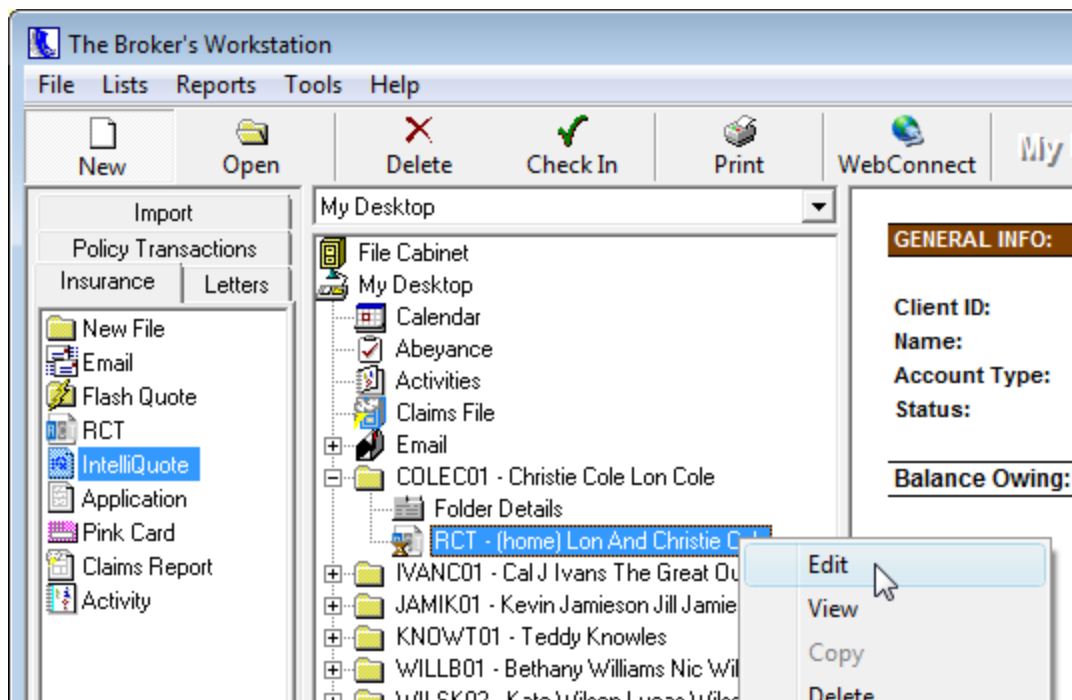 The Broker's Workstation
File Lists Reports Tools Help
New Open Delete Check In Print WebConnect My
Import
Policy Transactions
Insurance Letters
New File
Email
Flash Quote
RCT
IntelliQuote
Application
Pink Card
Claims Report
Activity
My Desktop
File Cabinet
My Desktop
Calendar
Abeyance
Activities
Claims File
Email
COLEC01 - Christie Cole Lon Cole
Folder Details
RCT - (home) Lon And Christie
IVANC01 - Cal J Ivans The Great
JAMIK01 - Kevin Jamieson Jill
KNOWT01 - Teddy Knowles
WILLB01 - Bethany Williams Nic
GENERAL INFO:
Client ID:
Name:
Account Type:
Status:
Balance Owing:
Edit
View
Copy
Delete